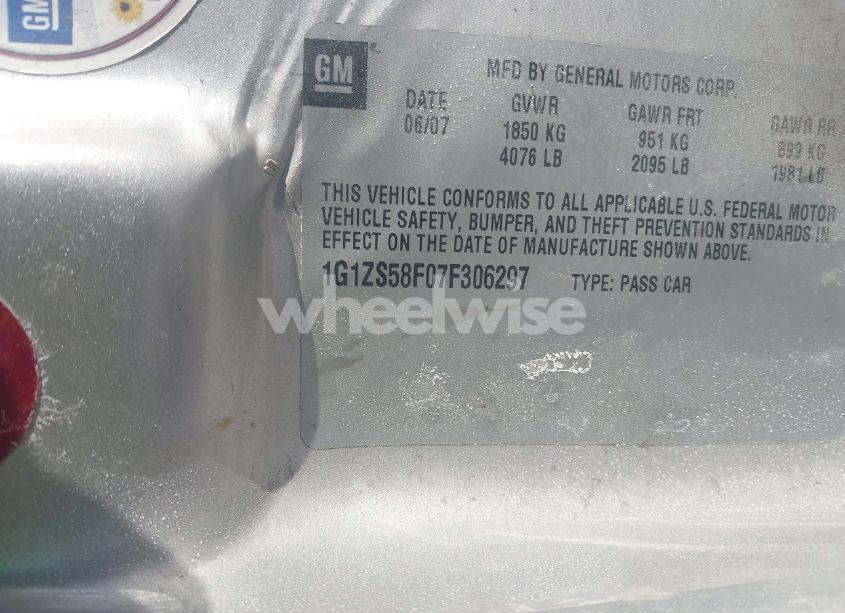 GM
GM
MFD BY GENERAL MOTORS CORP.
DATE GVWR GAWR FRT GAWR RR
06/07 1850 KG 951 KG 899 KG
4076 LB 2095 LB 1981 LB
THIS VEHICLE CONFORMS TO ALL APPLICABLE U.S. FEDERAL MOTOR
VEHICLE SAFETY, BUMPER, AND THEFT PREVENTION STANDARDS IN
EFFECT ON THE DATE OF MANUFACTURE SHOWN ABOVE.
1G1ZS58F07F306297 TYPE: PASS CAR
wheelwise